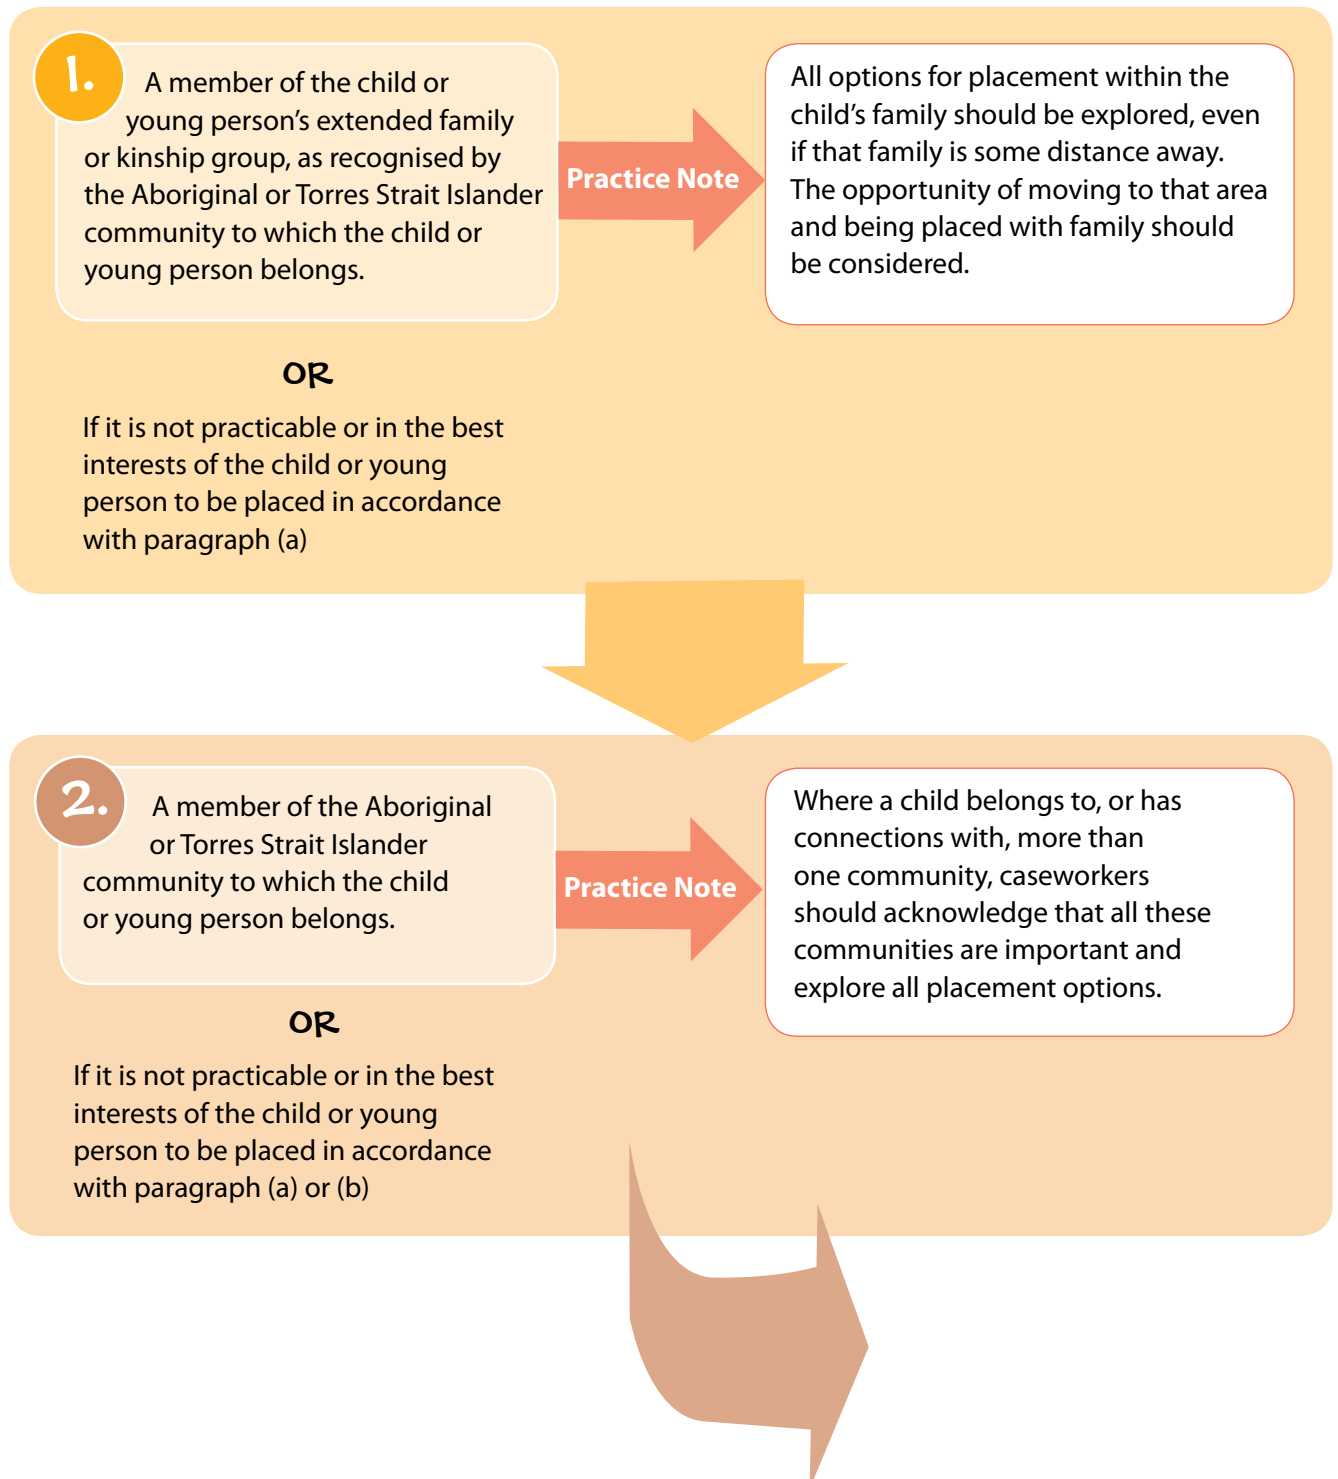 1.
A member of the child or
young person’s extended family
or kinship group, as recognised by
the Aboriginal or Torres Strait Islander
community to which the child or
young person belongs.
Practice Note
All options for placement within the
child’s family should be explored, even
if that family is some distance away.
The opportunity of moving to that area
and being placed with family should
be considered.
OR
If it is not practicable or in the best
interests of the child or young
person to be placed in accordance
with paragraph (a)
2.
A member of the Aboriginal
or Torres Strait Islander
community to which the child
or young person belongs.
Practice Note
Where a child belongs to, or has
connections with, more than
one community, caseworkers
should acknowledge that all these
communities are important and
explore all placement options.
OR
If it is not practicable or in the best
interests of the child or young
person to be placed in accordance
with paragraph (a) or (b)